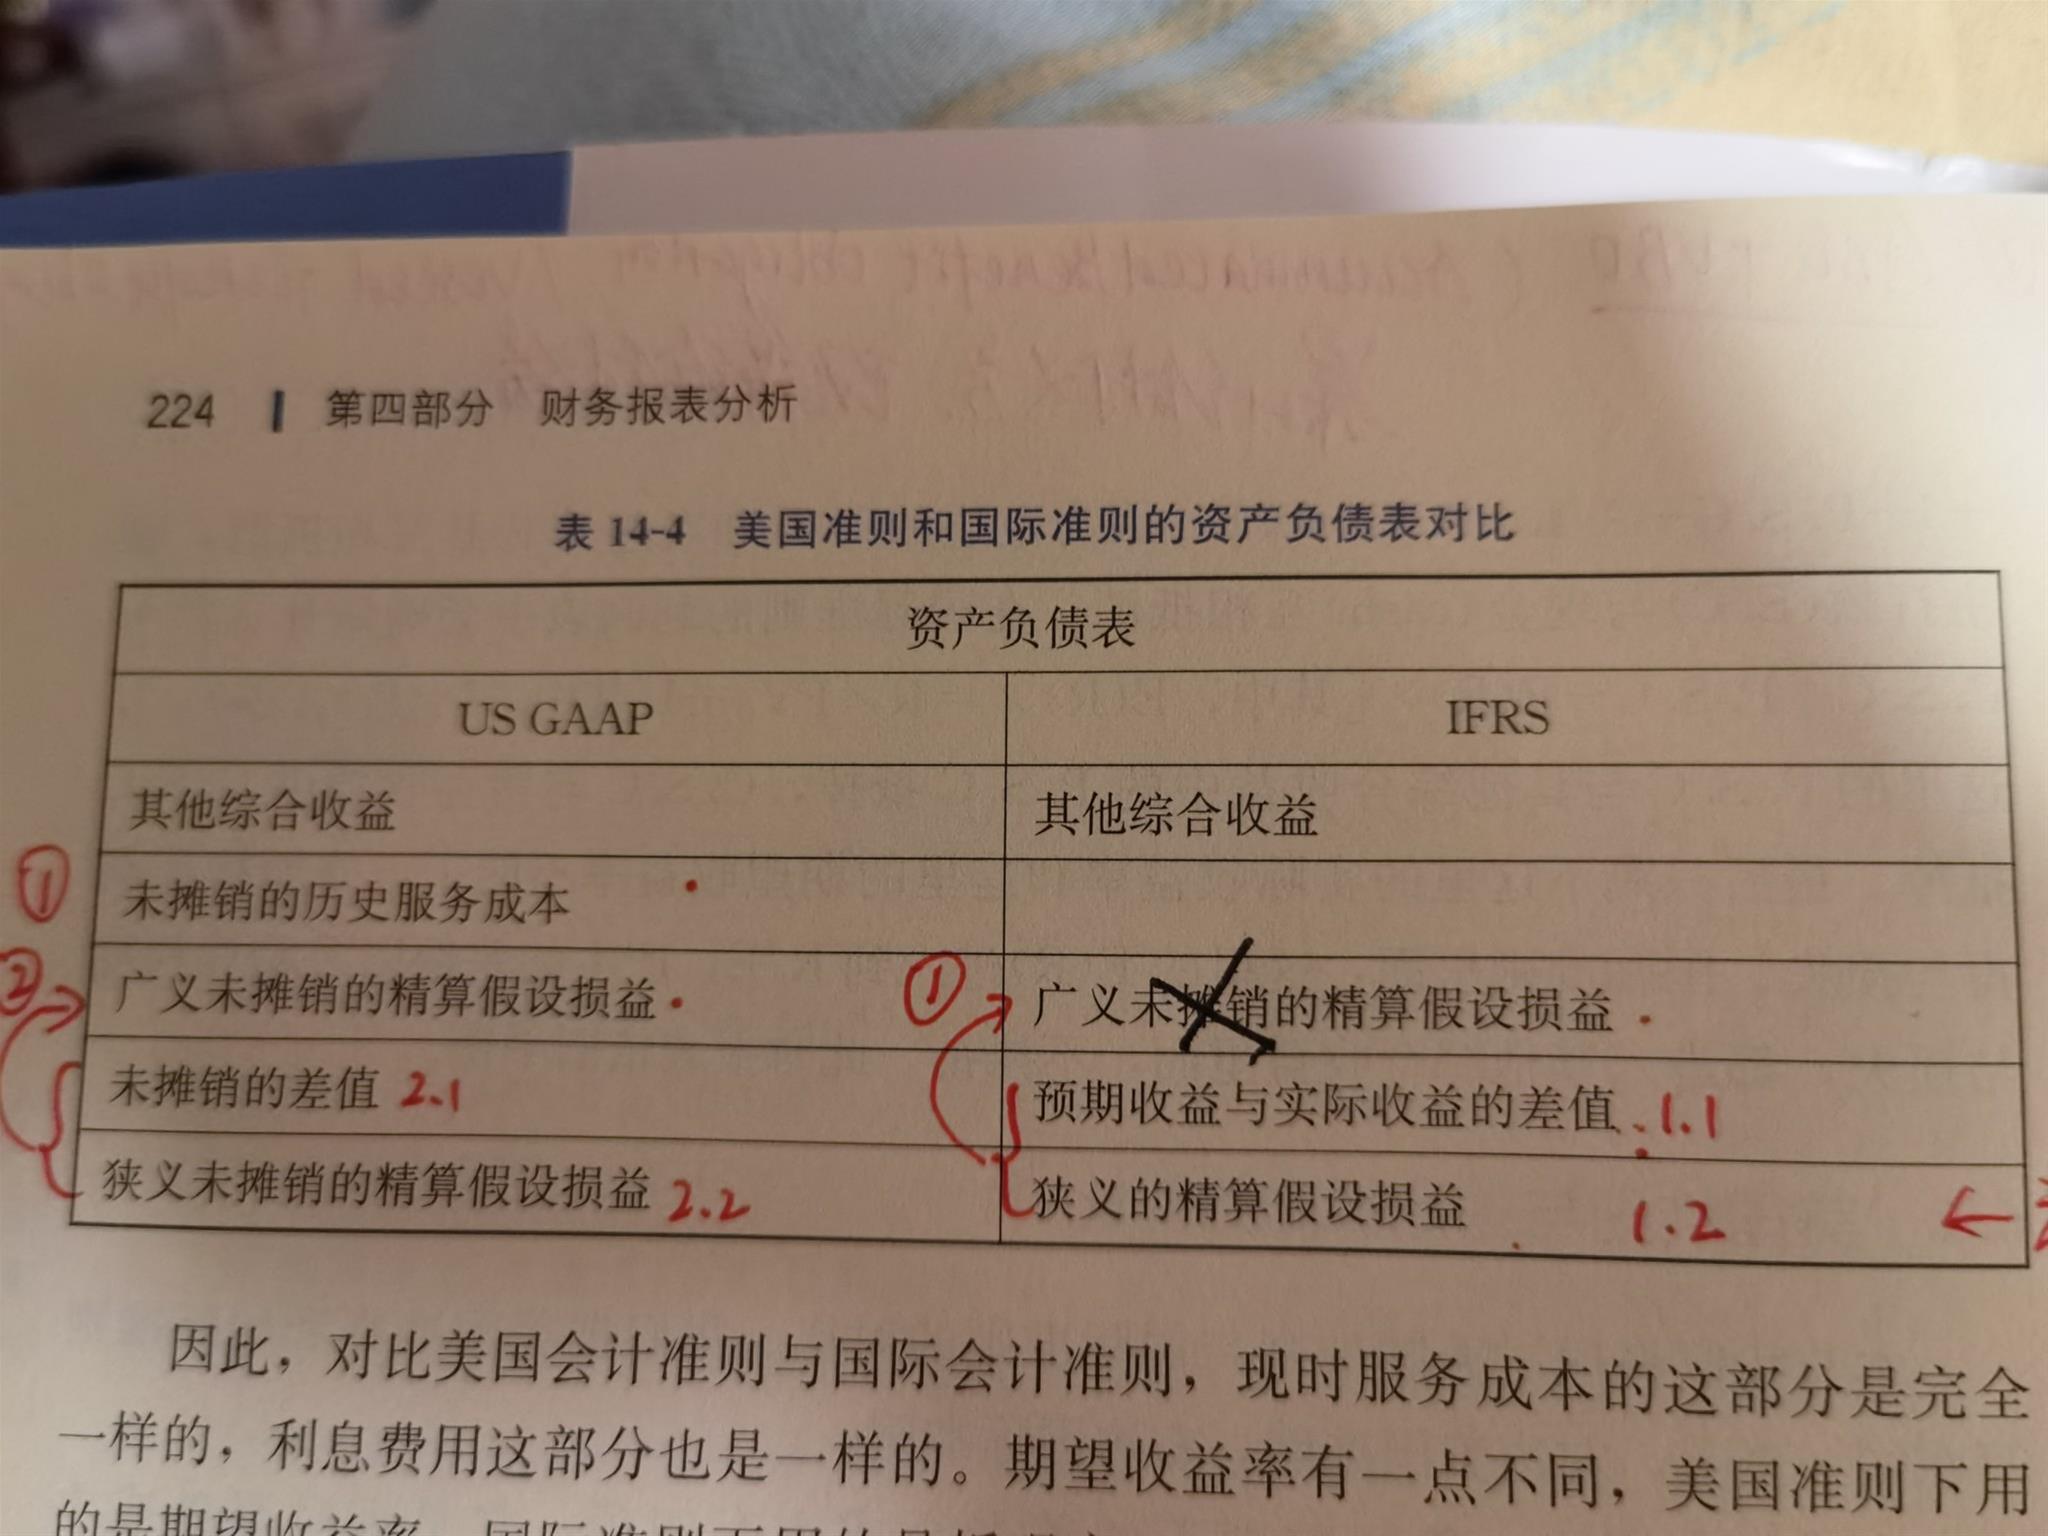 224 第四部分 财务报表分析
表 14-4 美国准则和国际准则的资产负债表对比
资产负债表
US GAAP IFRS
其他综合收益 其他综合收益
① 未摊销的历史服务成本
② 广义未摊销的精算假设损益 ① 广义未摊销的精算假设损益
未摊销的差值 2.1 预期收益与实际收益的差值 1.1
狭义未摊销的精算假设损益 2.2 狭义的精算假设损益 1.2
因此，对比美国会计准则与国际会计准则，现时服务成本的这部分是完全
一样的，利息费用这部分也是一样的。期望收益率有一点不同，美国准则下用
的是期望收益率